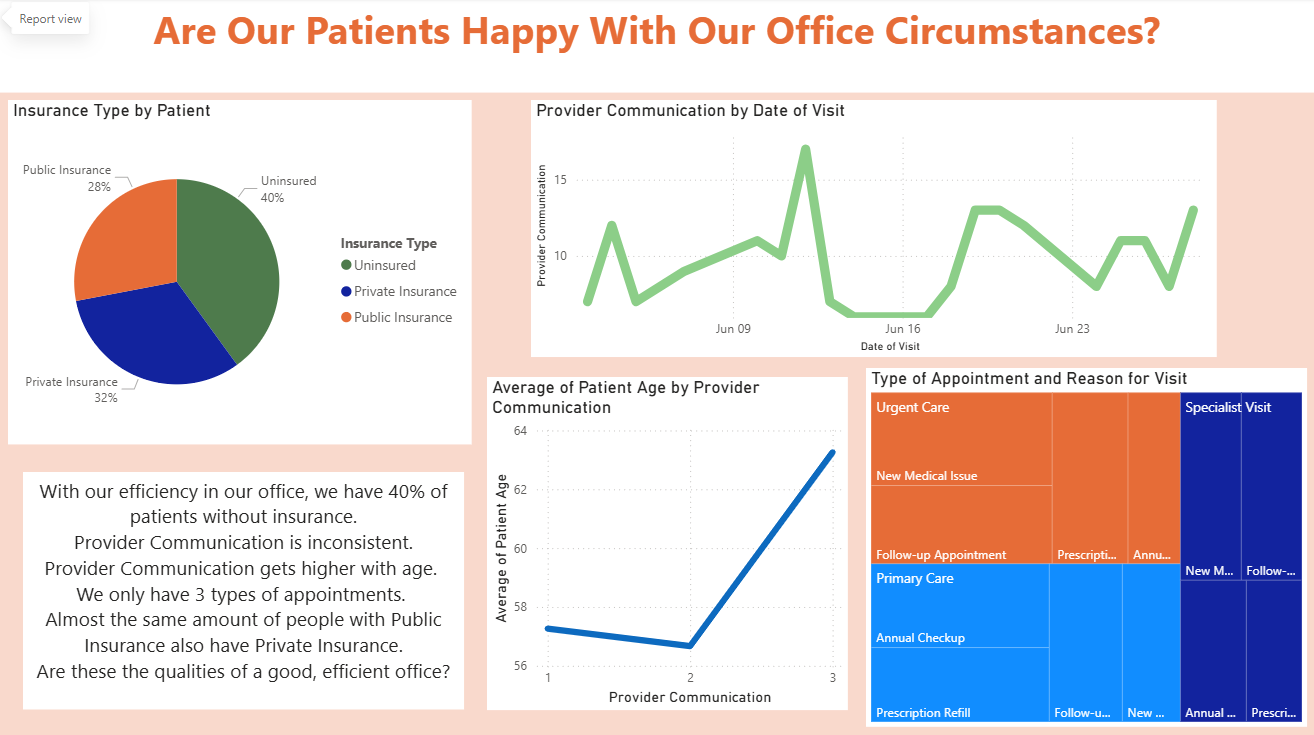 Report view
Are Our Patients Happy With Our Office Circumstances?
Insurance Type by Patient
Public Insurance
28%
Uninsured
40%
Private Insurance
32%
Insurance Type
Uninsured
Private Insurance
Public Insurance
Provider Communication by Date of Visit
Provider Communication
15
10
Jun 09
Jun 16
Jun 23
Date of Visit
With our efficiency in our office, we have 40% of
patients without insurance.
Provider Communication is inconsistent.
Provider Communication gets higher with age.
We only have 3 types of appointments.
Almost the same amount of people with Public
Insurance also have Private Insurance.
Are these the qualities of a good, efficient office?
Average of Patient Age by Provider
Communication
Average of Patient Age
64
62
60
58
56
1
2
3
Provider Communication
Type of Appointment and Reason for Visit
Urgent Care
New Medical Issue
Follow-up Appointment
Prescripti...
Annu...
Specialist Visit
New M...
Follow-...
Primary Care
Annual Checkup
Prescription Refill
Follow-u...
New ...
Annual ...
Prescri...